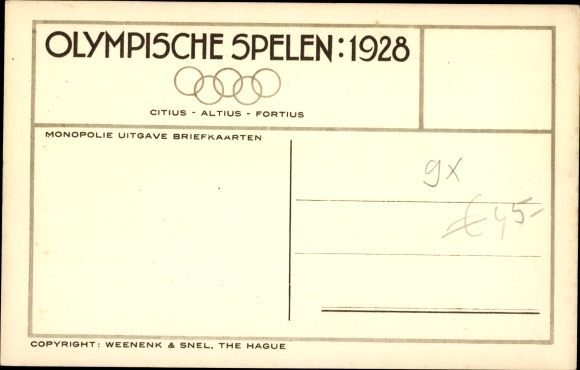 OLYMPISCHE SPELEN: 1928
CITIUS - ALTIUS - FORTIUS
MONOPOLIE UITGAVE BRIEFKAARTEN
9x
€ 45-
COPYRIGHT: WEENENK & SNEL, THE HAGUE